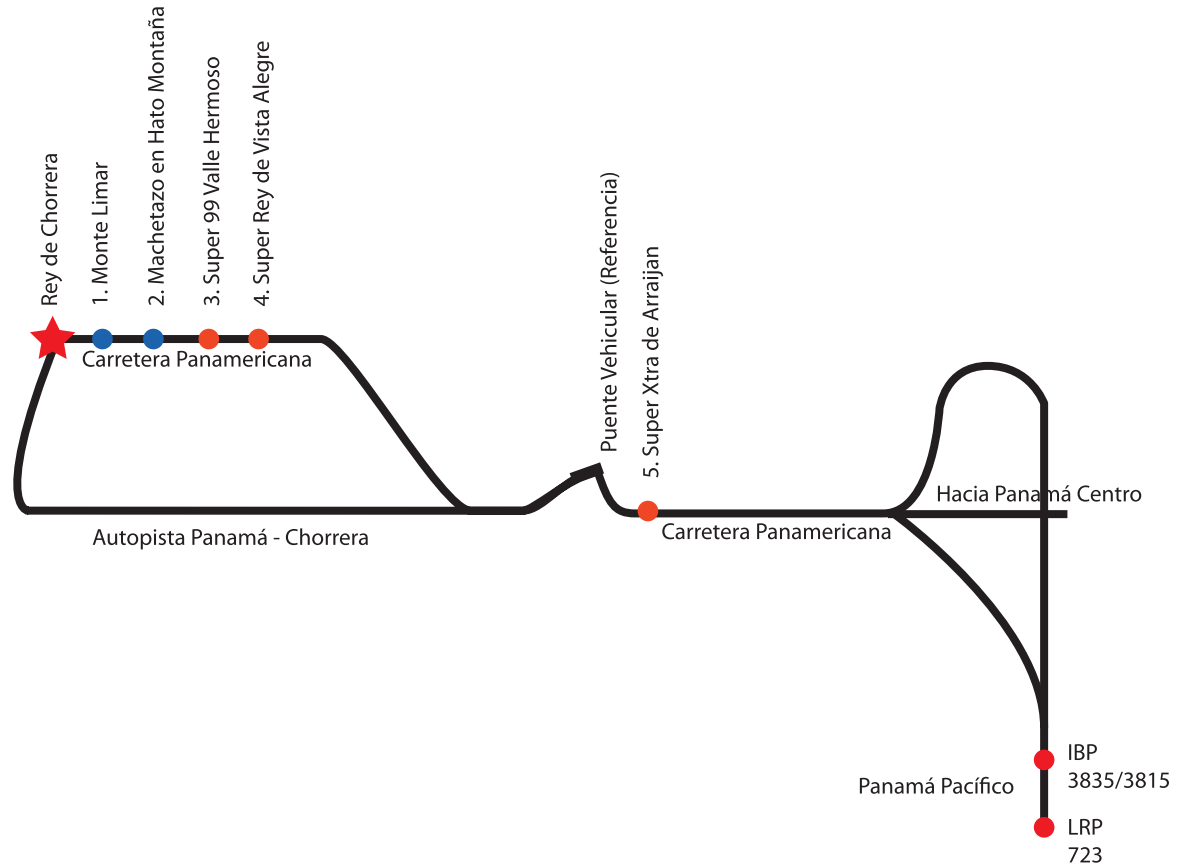 Rey de Chorrera
1. Monte Limar
2. Machetazo en Hato Montaña
3. Super 99 Valle Hermoso
4. Super Rey de Vista Alegre
Carretera Panamericana
Autopista Panamá - Chorrera
Puente Vehicular (Referencia)
5. Super Xtra de Arraijan
Carretera Panamericana
Hacia Panamá Centro
Panamá Pacífico
IBP
3835/3815
LRP
723